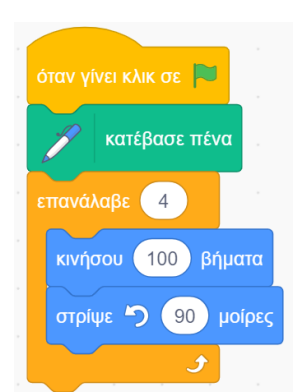 όταν γίνει κλικ σε
κατέβασε πένα
επανάλαβε 4
κινήσου 100 βήματα
στρίψε 90 μοίρες